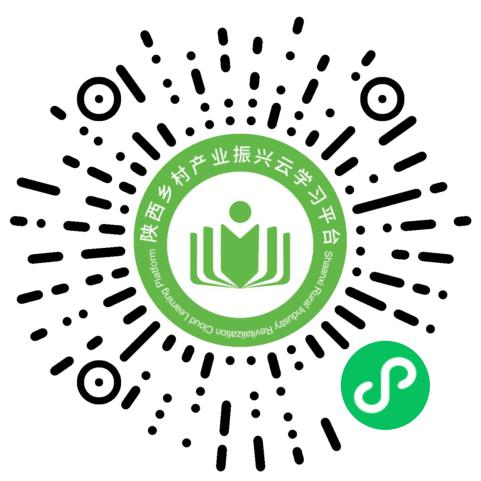 陕西乡村产业振兴云学习平台
Shaanxi Rural Industry Revitalization Cloud Learning Platform